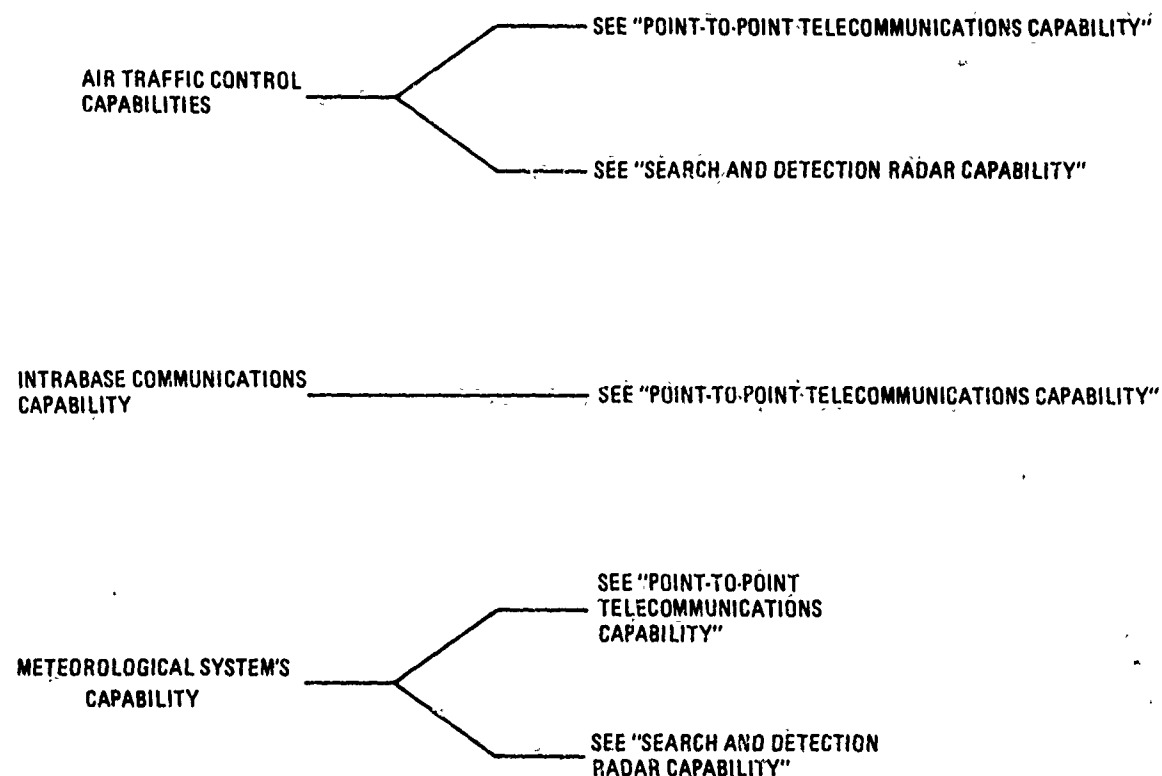 SEE "POINT-TO-POINT TELECOMMUNICATIONS CAPABILITY"
AIR TRAFFIC CONTROL
CAPABILITIES
SEE "SEARCH AND DETECTION RADAR CAPABILITY"
INTRABASE COMMUNICATIONS
CAPABILITY
SEE "POINT-TO-POINT TELECOMMUNICATIONS CAPABILITY"
SEE "POINT-TO-POINT
TELECOMMUNICATIONS
CAPABILITY"
METEOROLOGICAL SYSTEM'S
CAPABILITY
SEE "SEARCH AND DETECTION
RADAR CAPABILITY"